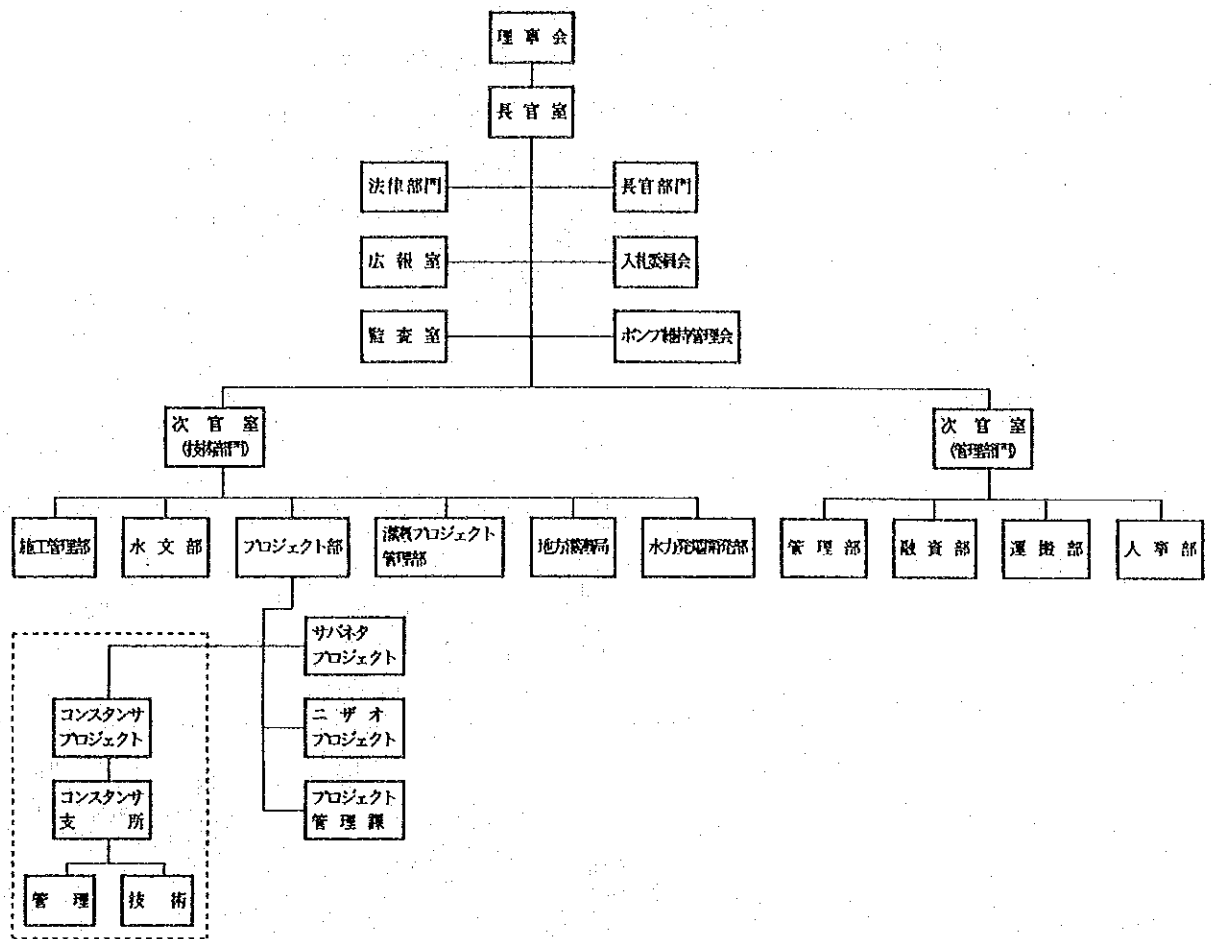 理事会
長官室
法律部門
長官部門
広報室
入札委員会
監査室
ポンプ維持管理会
次官室
(技術部門)
次官室
(管理部門)
施工管理部
水文部
プロジェクト部
灌漑プロジェクト
管理部
地方灌漑局
水力発電開発部
管理部
融資部
運搬部
人事部
サバネタ
プロジェクト
コンスタンサ
プロジェクト
ニザオ
プロジェクト
コンスタンサ
支所
プロジェクト
管理課
管理
技術